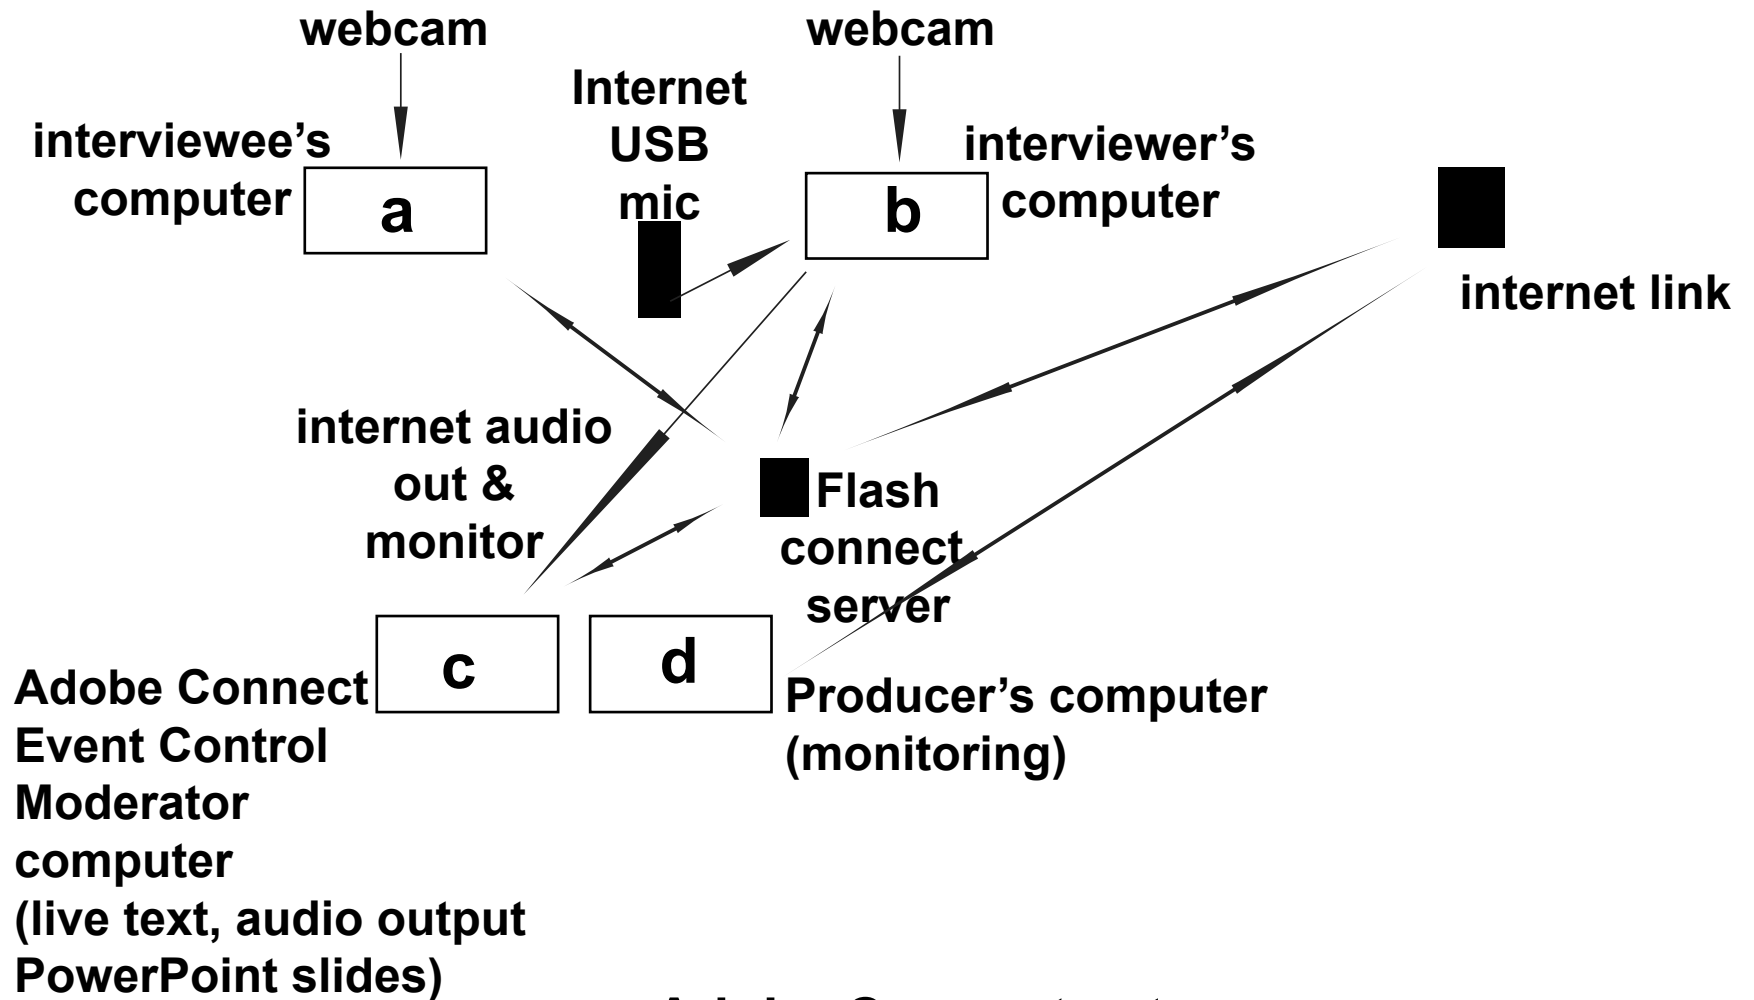 webcam
webcam
Internet
USB
mic
interviewee’s
computer
a
b
interviewer’s
computer
internet link
internet audio
out &
monitor
Flash
connect
server
c
d
Adobe Connect
Event Control
Moderator
computer
(live text, audio output
PowerPoint slides)
Producer’s computer
(monitoring)